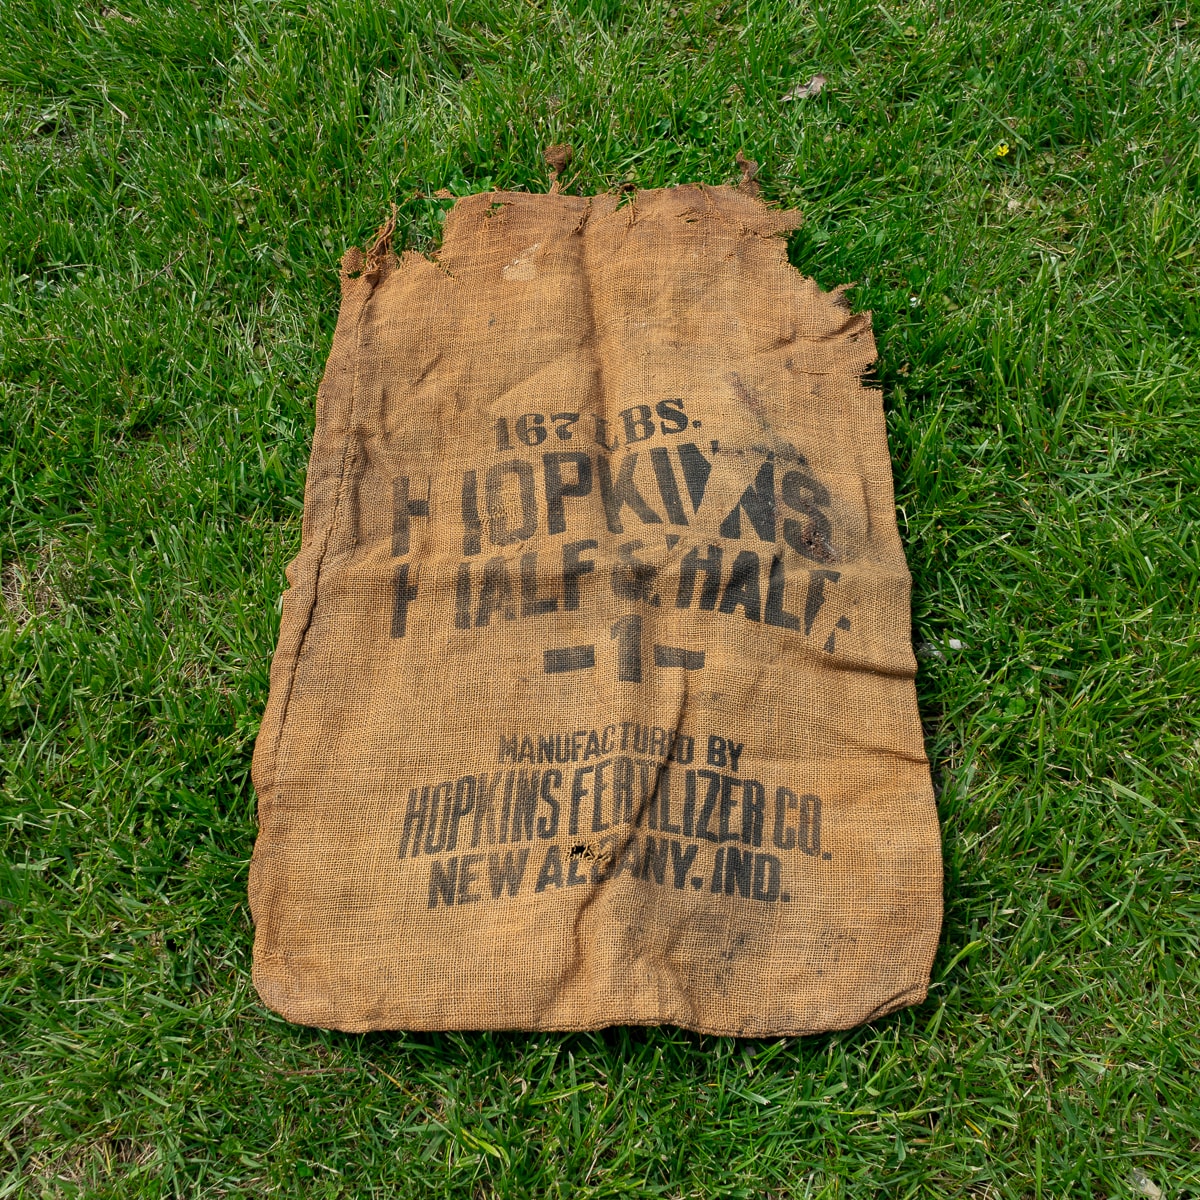 167 LBS.
HOPKINS
HALF & HALF
-1-
MANUFACTURED BY
HOPKINS FERTILIZER CO.
NEW ALBANY, IND.